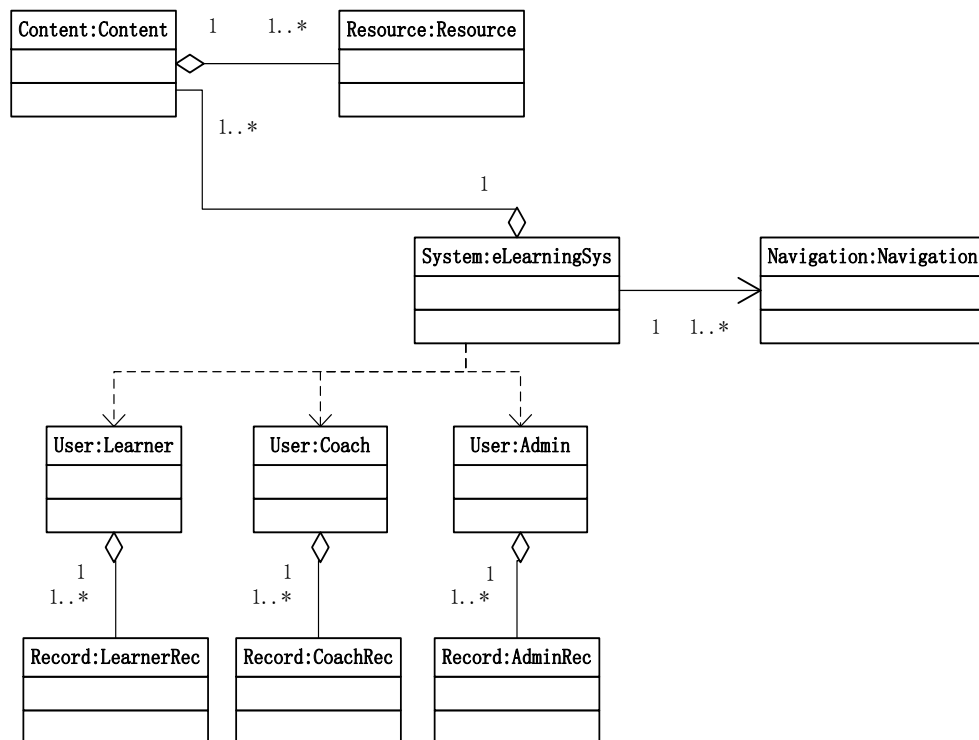 Content:Content
1
1..*
Resource:Resource
1..*
1
System:eLearningSys
Navigation:Navigation
1
1..*
User:Learner
User:Coach
User:Admin
1
1..*
1
1..*
1
1..*
Record:LearnerRec
Record:CoachRec
Record:AdminRec